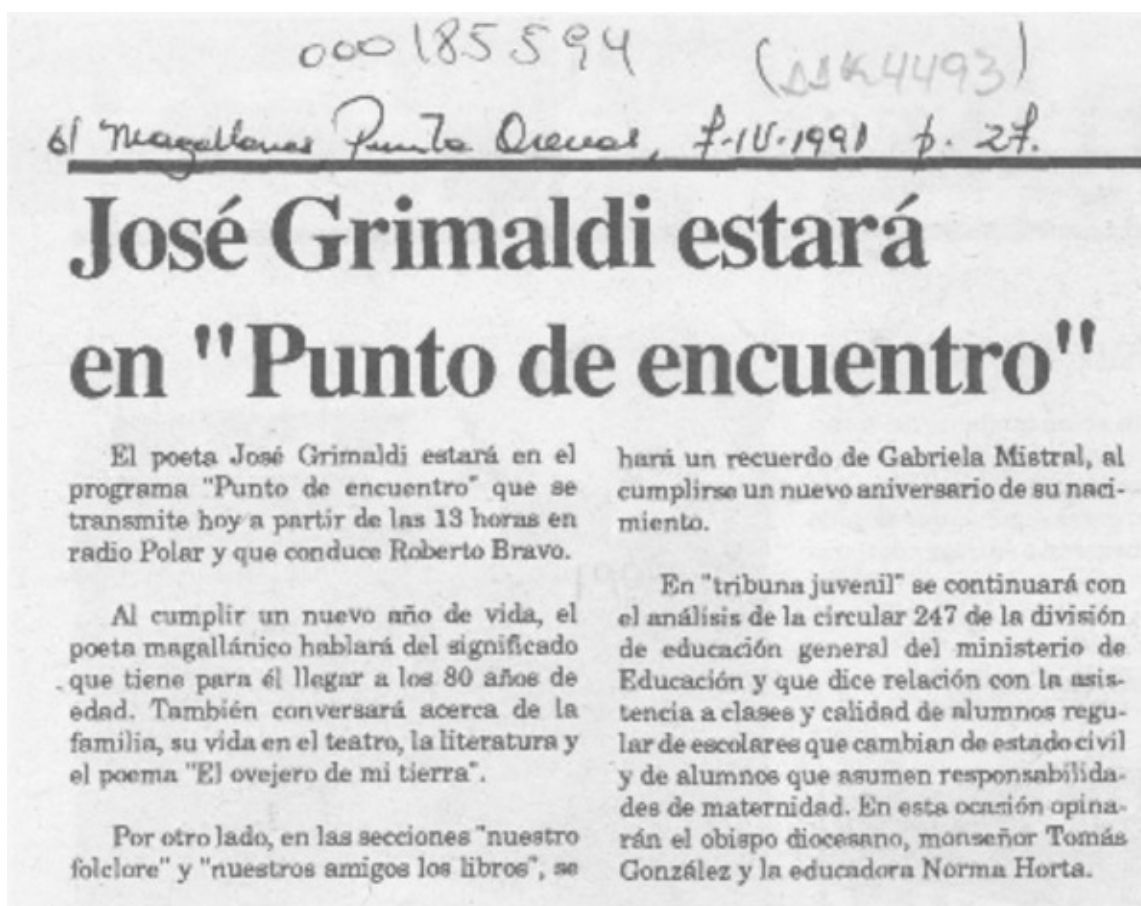 000185594 (AAK4493)
El Magallanes Punta Arenas, 7-IV-1991 p. 27.
José Grimaldi estará
en "Punto de encuentro"
El poeta José Grimaldi estará en el
programa "Punto de encuentro" que se
transmite hoy a partir de las 13 horas en
radio Polar y que conduce Roberto Bravo.
Al cumplir un nuevo año de vida, el
poeta magallánico hablará del significado
que tiene para él llegar a los 80 años de
edad. También conversará acerca de la
familia, su vida en el teatro, la literatura y
el poema "El ovejero de mi tierra".
Por otro lado, en las secciones "nuestro
folclore" y "nuestros amigos los libros", se
hará un recuerdo de Gabriela Mistral, al
cumplirse un nuevo aniversario de su naci-
miento.
En "tribuna juvenil" se continuará con
el análisis de la circular 247 de la división
de educación general del ministerio de
Educación y que dice relación con la asis-
tencia a clases y calidad de alumnos regu-
lar de escolares que cambian de estado civil
y de alumnos que asumen responsabilida-
des de maternidad. En esta ocasión opina-
rán el obispo diocesano, monseñor Tomás
González y la educadora Norma Horta.